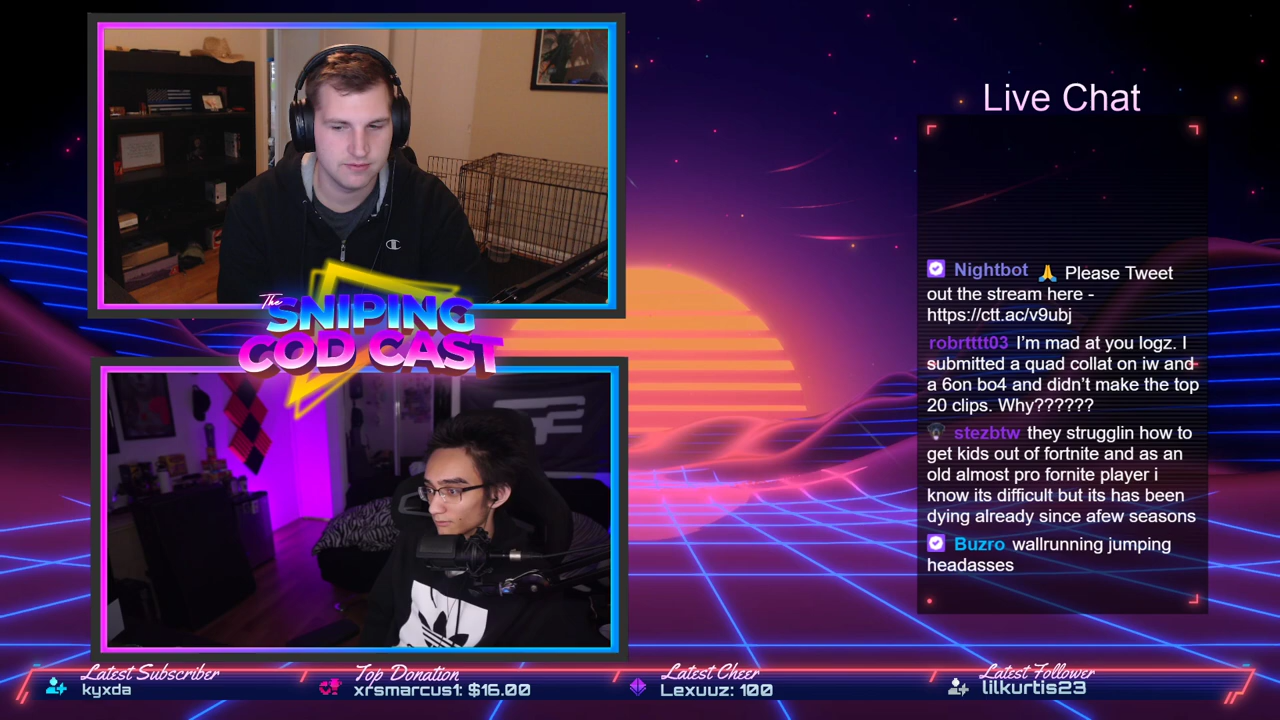 Live Chat
Nightbot 🙏 Please Tweet
out the stream here -
https://ctt.ac/v9ubj
robrtttt03 I'm mad at you logz. I
submitted a quad collat on iw and
a 6on bo4 and didn't make the top
20 clips. Why??????
stezbtw they strugglin how to
get kids out of fortnite and as an
old almost pro fornite player i
know its difficult but its has been
dying already since afew seasons
Buzro wallrunning jumping
headasses
The
SNIPING
COD CAST
Latest Subscriber
kyxda
Top Donation
xrsmarcus1: $16.00
Latest Cheer
Lexuuz: 100
Latest Follower
lilkurtis23